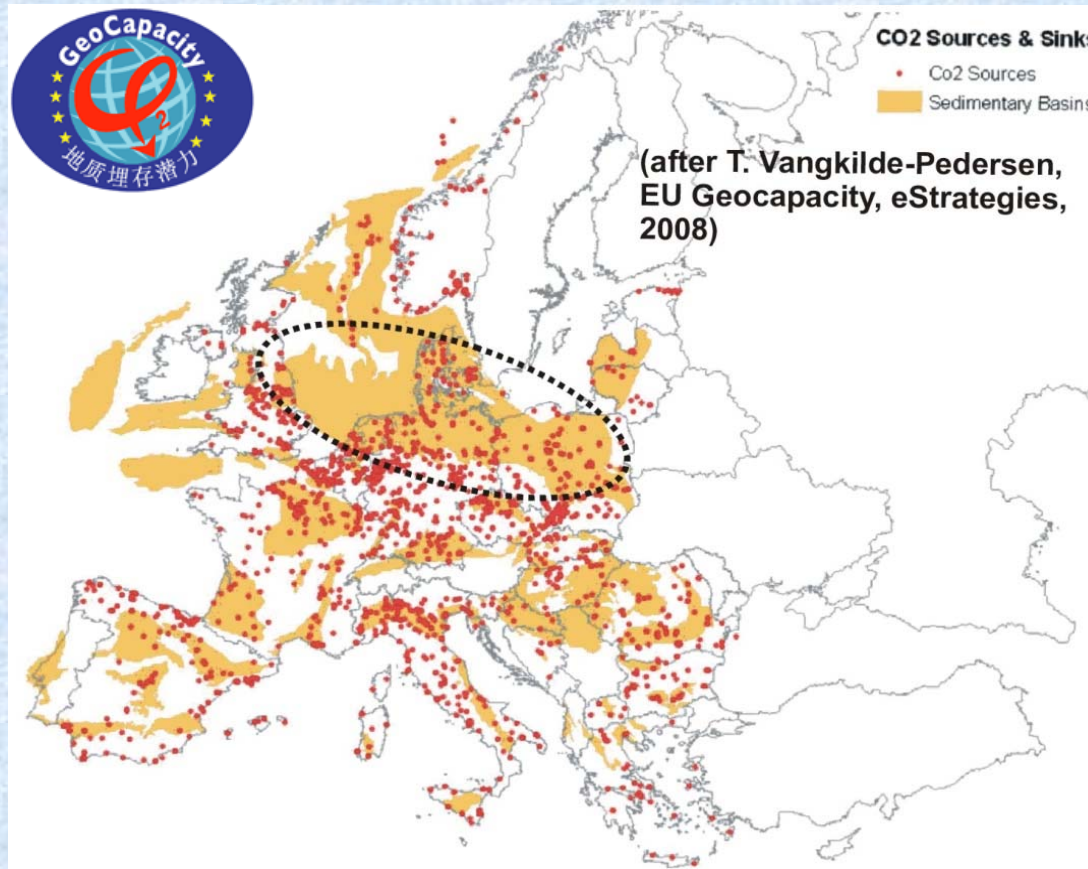 GeoCapacity
2
地质埋存潜力
CO2 Sources & Sinks
Co2 Sources
Sedimentary Basins
(after T. Vangkilde-Pedersen,
EU Geocapacity, eStrategies,
2008)